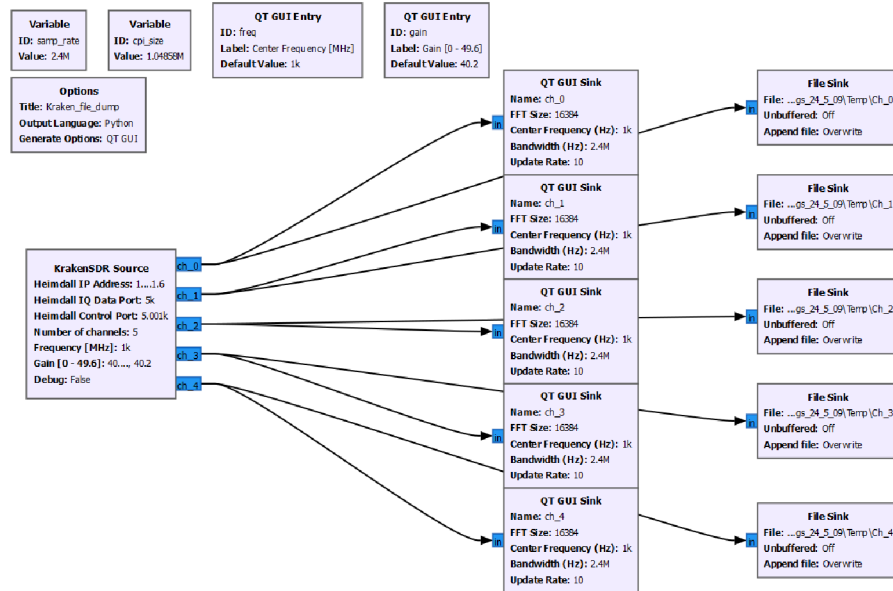 Variable
ID: samp_rate
Value: 2.4M
Variable
ID: cpi_size
Value: 1.04858M
QT GUI Entry
ID: freq
Label: Center Frequency [MHz]
Default Value: 1k
QT GUI Entry
ID: gain
Label: Gain [0 - 49.6]
Default Value: 40.2
Options
Title: Kraken_file_dump
Output Language: Python
Generate Options: QT GUI
KrakenSDR Source
Heimdall IP Address: 1....1.6
Heimdall IQ Data Port: 5k
Heimdall Control Port: 5.001k
Number of channels: 5
Frequency [MHz]: 1k
Gain [0 - 49.6]: 40...., 40.2
Debug: False
ch_0
ch_1
ch_2
ch_3
ch_4
in
QT GUI Sink
Name: ch_0
FFT Size: 16384
Center Frequency (Hz): 1k
Bandwidth (Hz): 2.4M
Update Rate: 10
in
QT GUI Sink
Name: ch_1
FFT Size: 16384
Center Frequency (Hz): 1k
Bandwidth (Hz): 2.4M
Update Rate: 10
in
QT GUI Sink
Name: ch_2
FFT Size: 16384
Center Frequency (Hz): 1k
Bandwidth (Hz): 2.4M
Update Rate: 10
in
QT GUI Sink
Name: ch_3
FFT Size: 16384
Center Frequency (Hz): 1k
Bandwidth (Hz): 2.4M
Update Rate: 10
in
QT GUI Sink
Name: ch_4
FFT Size: 16384
Center Frequency (Hz): 1k
Bandwidth (Hz): 2.4M
Update Rate: 10
in
File Sink
File: ...gs_24_5_09\Temp\Ch_0
Unbuffered: Off
Append file: Overwrite
in
File Sink
File: ...gs_24_5_09\Temp\Ch_1
Unbuffered: Off
Append file: Overwrite
in
File Sink
File: ...gs_24_5_09\Temp\Ch_2
Unbuffered: Off
Append file: Overwrite
in
File Sink
File: ...gs_24_5_09\Temp\Ch_3
Unbuffered: Off
Append file: Overwrite
in
File Sink
File: ...gs_24_5_09\Temp\Ch_4
Unbuffered: Off
Append file: Overwrite